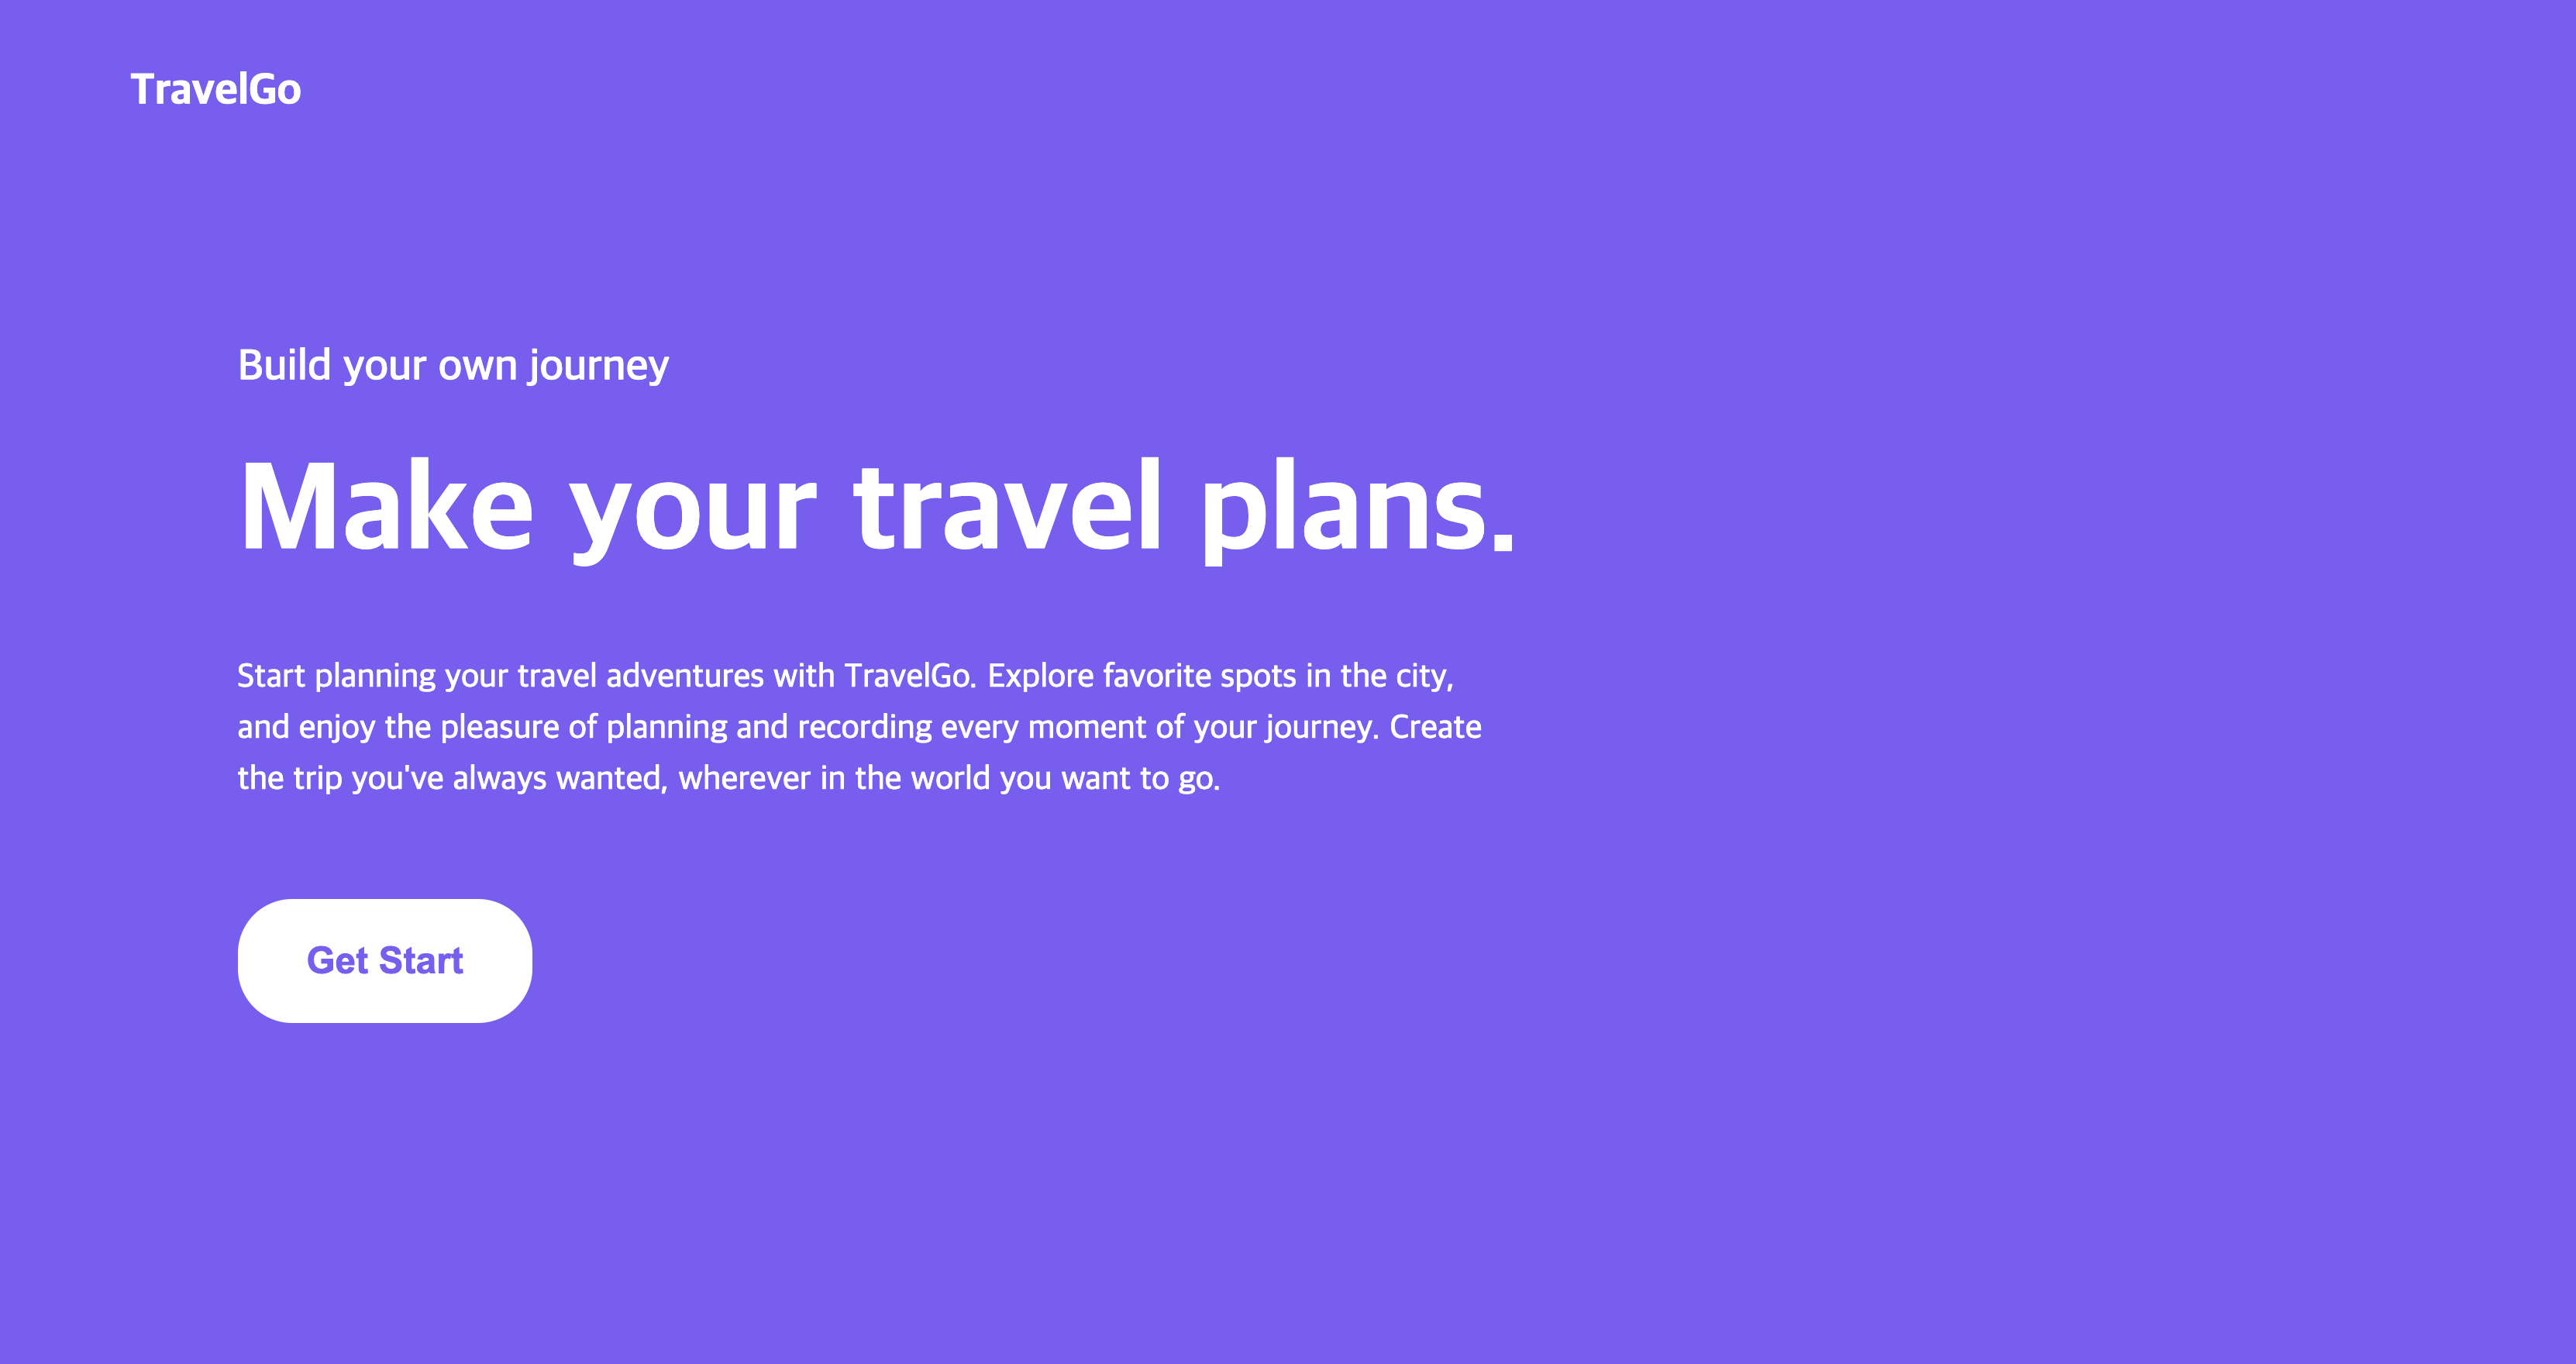 TravelGo
Build your own journey
Make your travel plans.
Start planning your travel adventures with TravelGo. Explore favorite spots in the city,
and enjoy the pleasure of planning and recording every moment of your journey. Create
the trip you've always wanted, wherever in the world you want to go.
Get Start